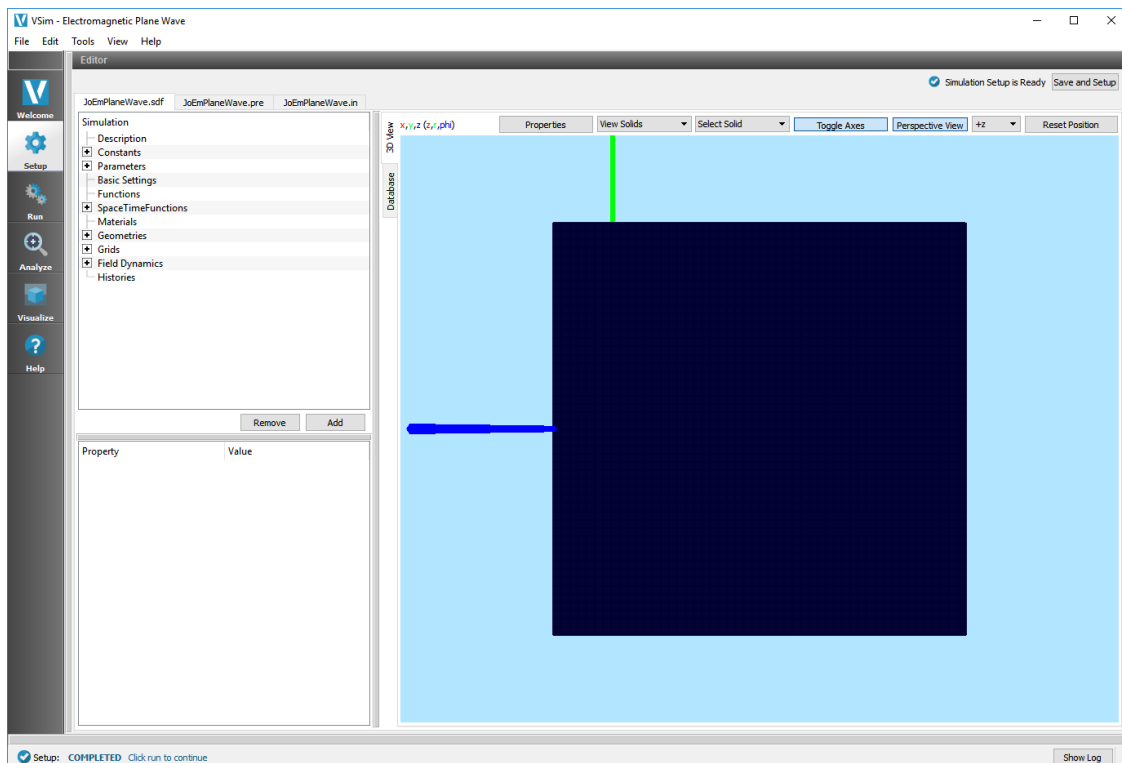 VSim - Electromagnetic Plane Wave
File Edit Tools View Help
Editor
Simulation Setup is Ready Save and Setup
Welcome
Setup
Run
Analyze
Visualize
Help
JoEmPlaneWave.sdf JoEmPlaneWave.pre JoEmPlaneWave.in
Simulation
Description
Constants
Parameters
Basic Settings
Functions
SpaceTimeFunctions
Materials
Geometries
Grids
Field Dynamics
Histories
Remove Add
Property Value
3D View
Database
x,y,z (z,r,phi) Properties View Solids Select Solid Toggle Axes Perspective View +z Reset Position
Setup: COMPLETED Click run to continue Show Log